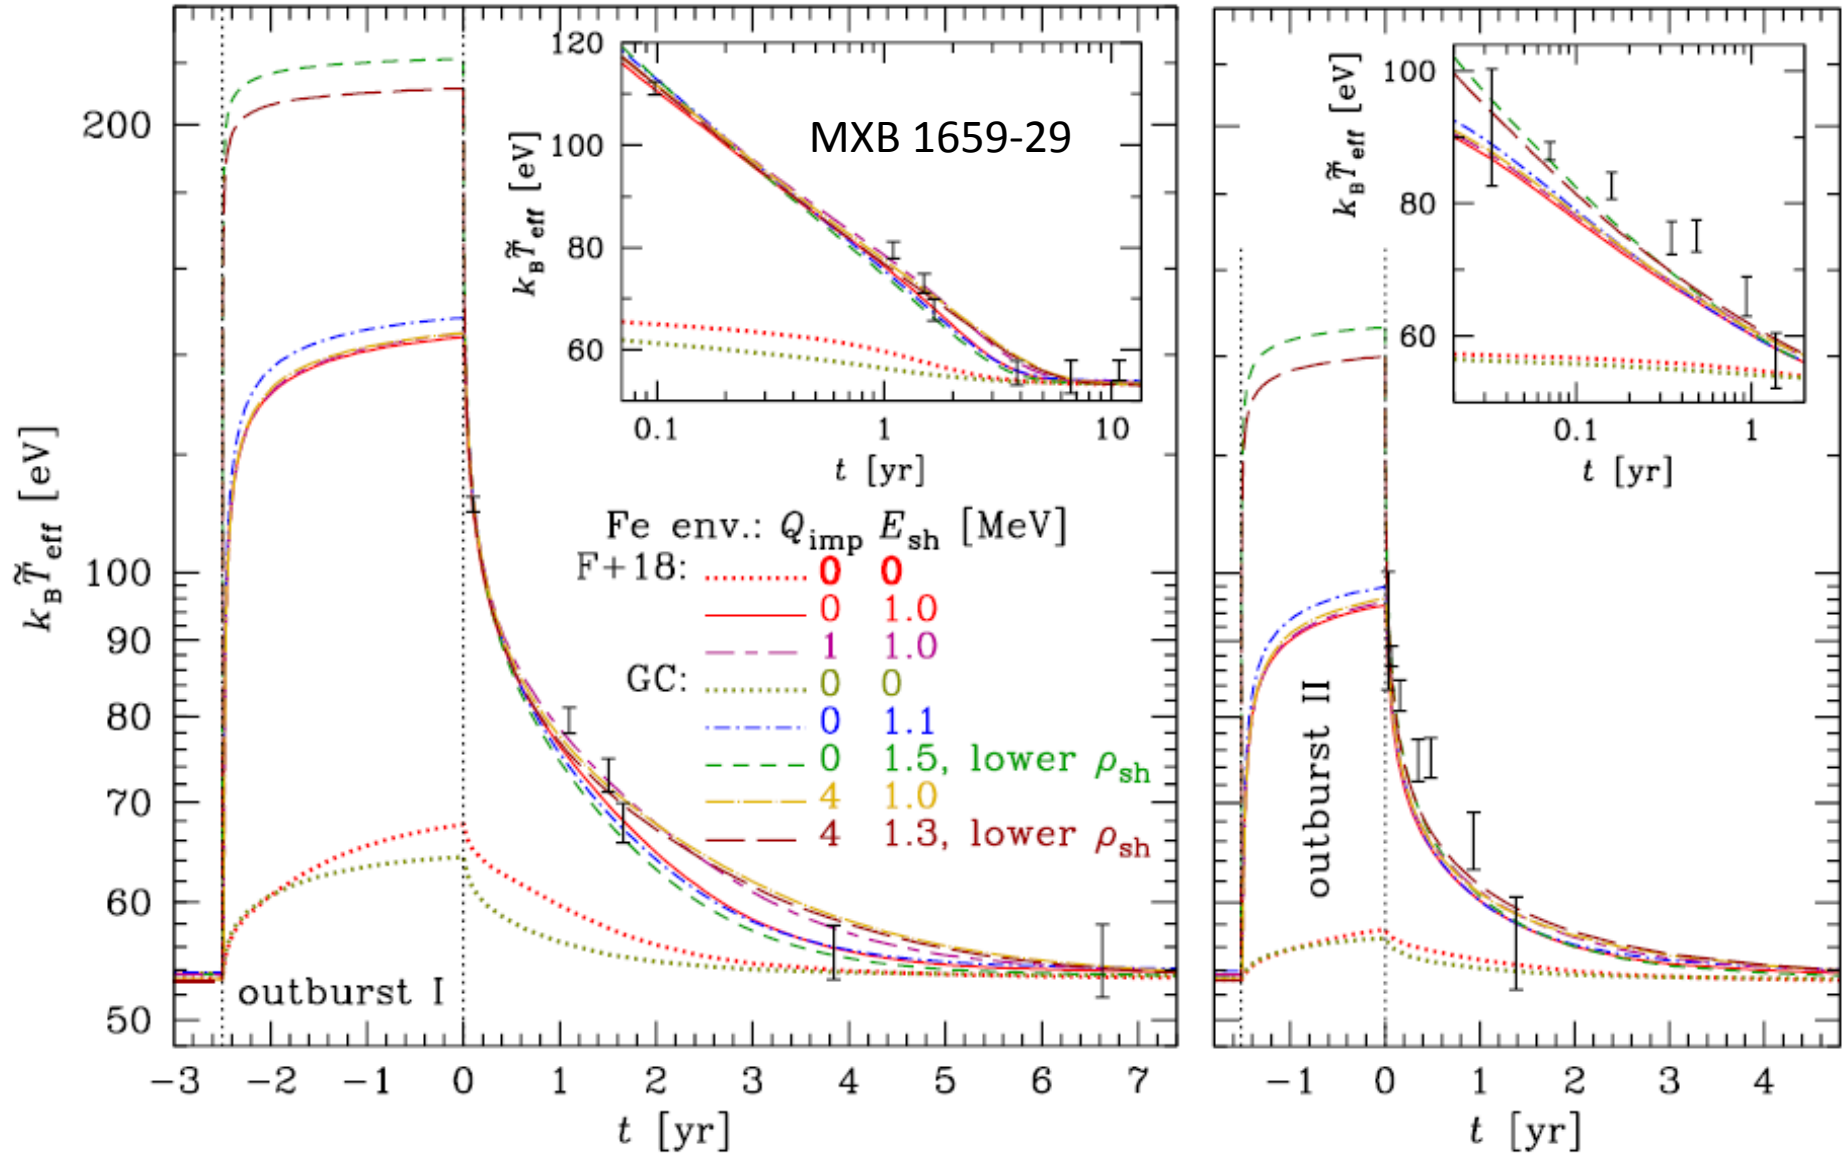 k_B T̃_eff [eV]
200
100
90
80
70
60
50
−3 −2 −1 0 1 2 3 4 5 6 7
t [yr]
outburst I
k_B T̃_eff [eV]
120
100
80
60
0.1 1 10
t [yr]
MXB 1659-29
Fe env.: Q_imp E_sh [MeV]
F+18: 0 0
0 1.0
1 1.0
GC: 0 0
0 1.1
0 1.5, lower ρ_sh
4 1.0
4 1.3, lower ρ_sh
k_B T̃_eff [eV]
100
80
60
0.1 1
t [yr]
outburst II
−1 0 1 2 3 4
t [yr]